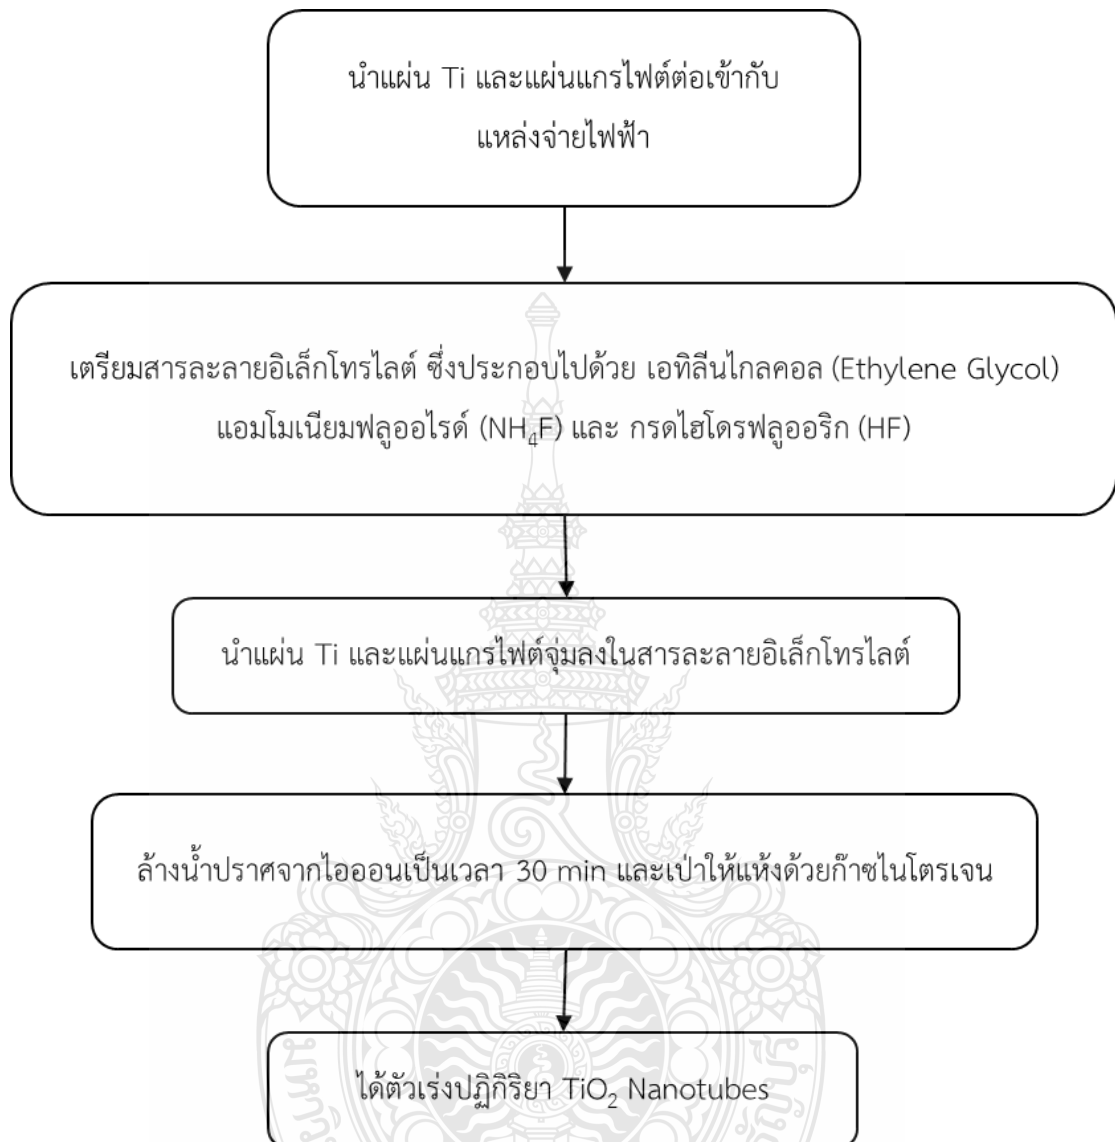 นำแผ่น Ti และแผ่นแกรไฟต์ต่อเข้ากับ
แหล่งจ่ายไฟฟ้า
เตรียมสารละลายอิเล็กโทรไลต์ ซึ่งประกอบไปด้วย เอทิลีนไกลคอล (Ethylene Glycol)
แอมโมเนียมฟลูออไรด์ (NH₄F) และ กรดไฮโดรฟลูออริก (HF)
นำแผ่น Ti และแผ่นแกรไฟต์จุ่มลงในสารละลายอิเล็กโทรไลต์
ล้างน้ำปราศจากไอออนเป็นเวลา 30 min และเป่าให้แห้งด้วยก๊าซไนโตรเจน
ได้ตัวเร่งปฏิกิริยา TiO₂ Nanotubes